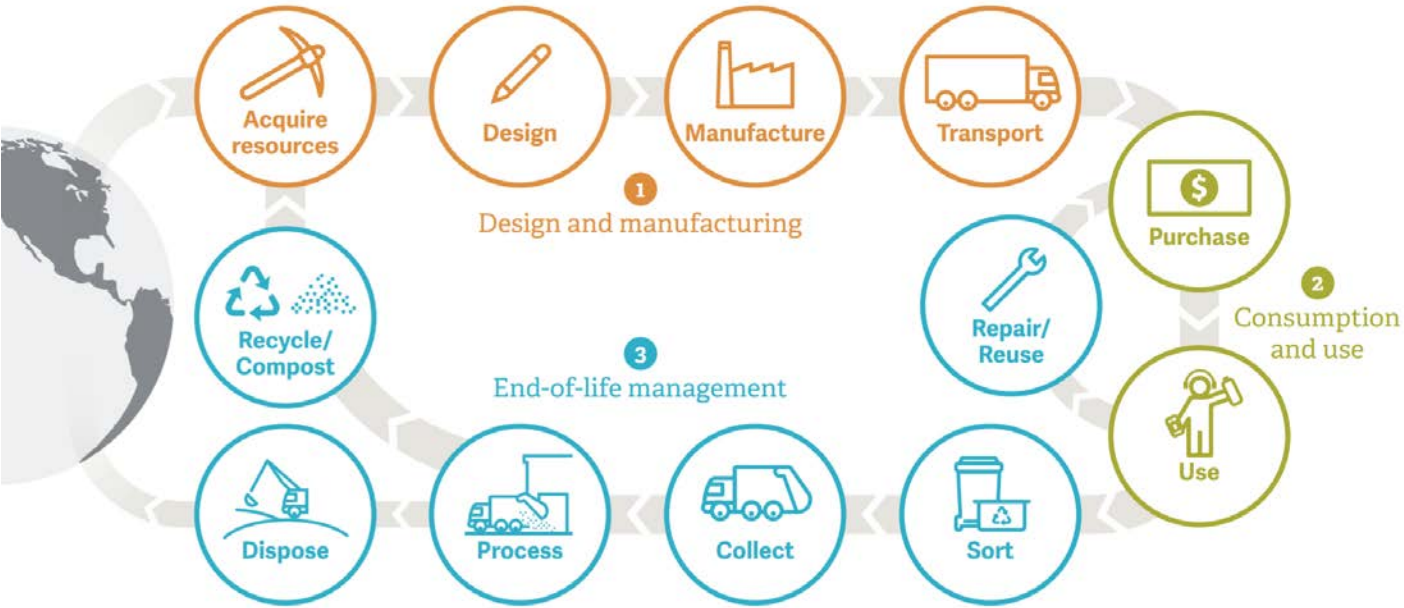 Acquire
resources
Design
Manufacture
Transport
1
Design and manufacturing
$
Purchase
2
Consumption
and use
Use
Repair/
Reuse
3
End-of-life management
Sort
Collect
Process
Dispose
Recycle/
Compost